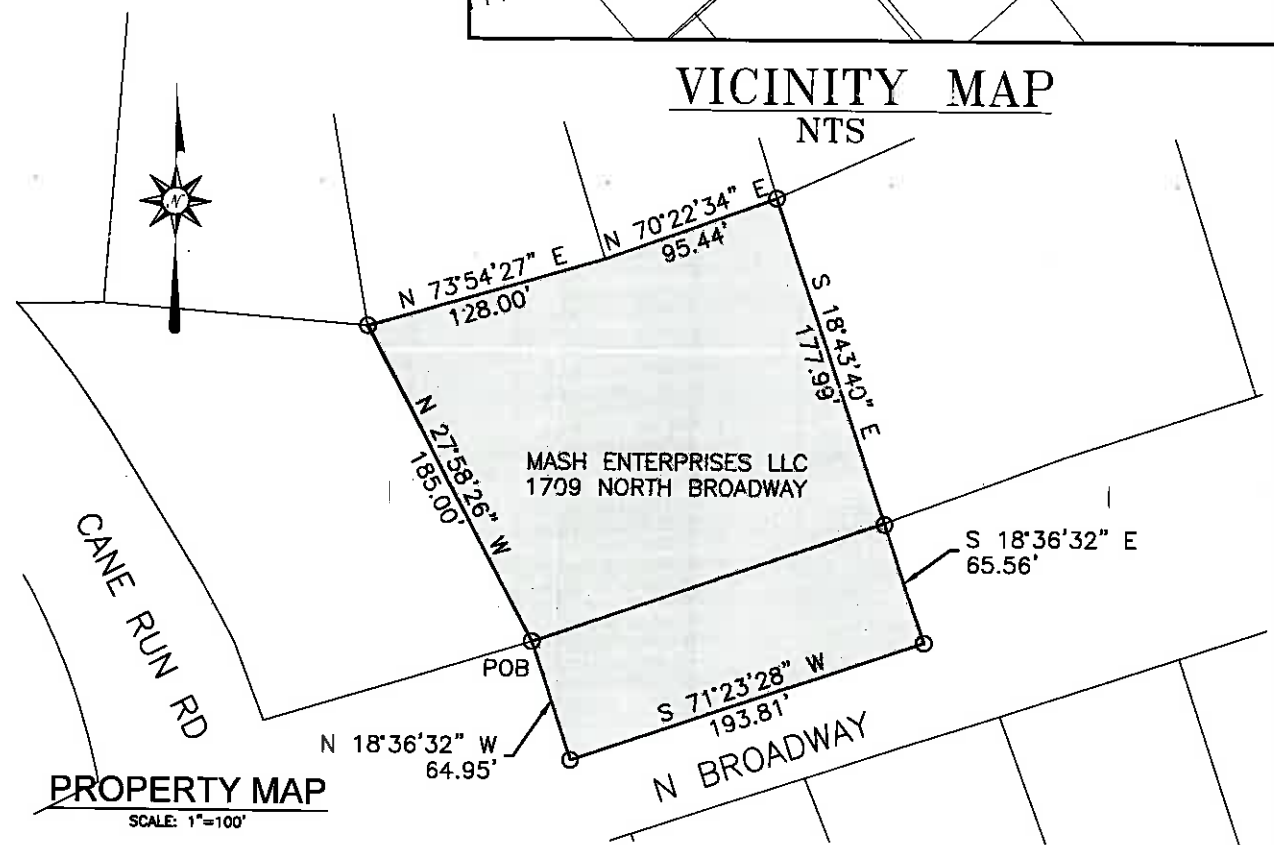 VICINITY MAP
NTS
N
N 73°54'27" E
128.00'
N 70°22'34" E
95.44'
S 18°43'40" E
177.99'
N 27°58'26" W
185.00'
MASH ENTERPRISES LLC
1709 NORTH BROADWAY
S 18°36'32" E
65.56'
CANE RUN RD
POB
S 71°23'28" W
193.81'
N 18°36'32" W
64.95'
N BROADWAY
PROPERTY MAP
SCALE: 1"=100'